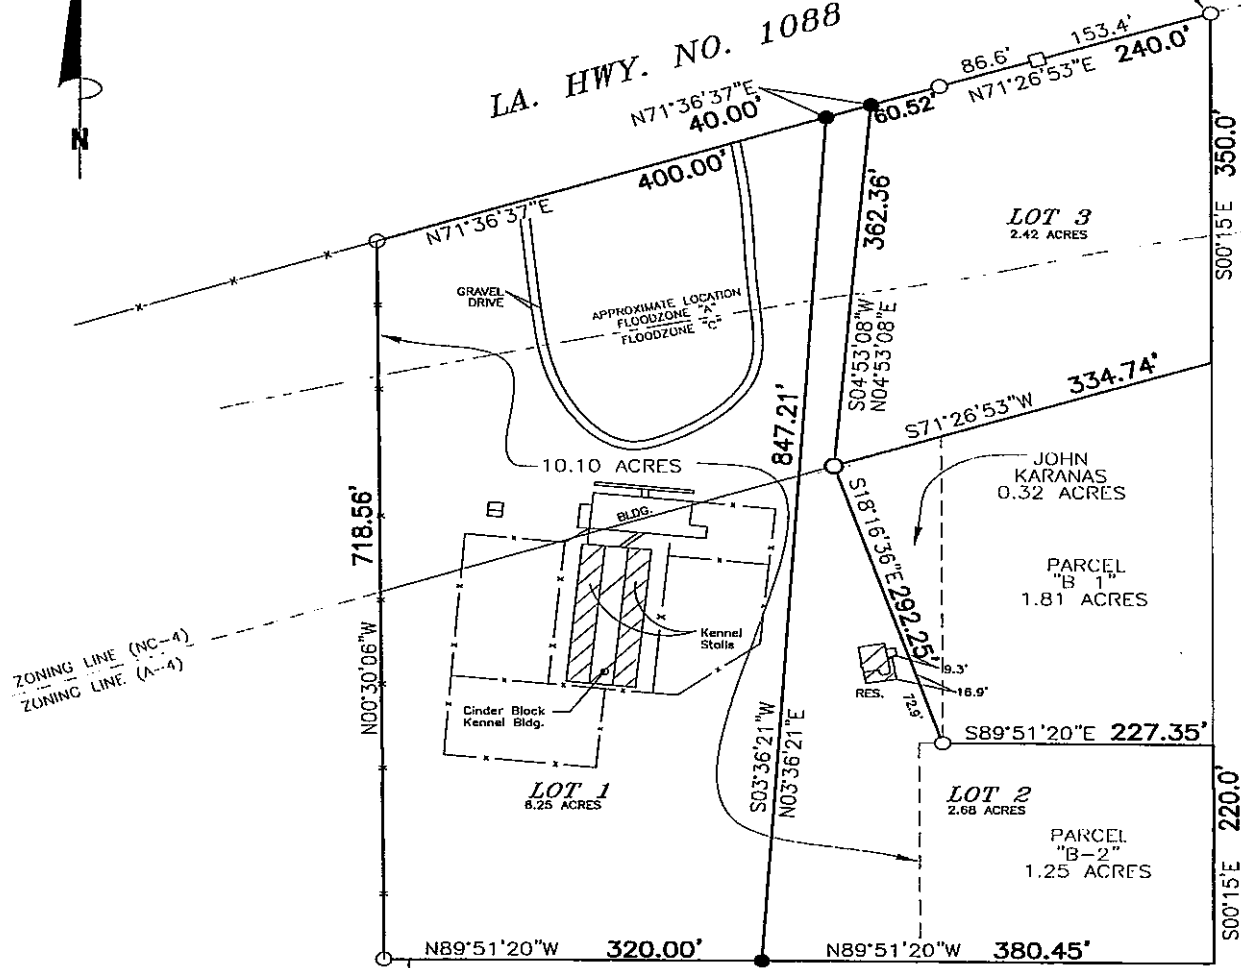 LA. HWY. NO. 1088
N
N71°36'37"E
40.00'
60.52'
86.6'
153.4'
N71°26'53"E
240.0'
400.00'
N71°36'37"E
350.0'
S00°15'E
362.36'
S04°53'08"W
N04°53'08"E
LOT 3
2.42 ACRES
GRAVEL
DRIVE
APPROXIMATE LOCATION
FLOODZONE "A"
FLOODZONE "C"
847.21'
S71°26'53"W
334.74'
10.10 ACRES
JOHN
KARANAS
0.32 ACRES
718.56'
N00°30'06"W
BLDG.
S18°16'36"E 292.25'
PARCEL
"B 1"
1.81 ACRES
ZONING LINE (NC-4)
ZONING LINE (A-4)
Kennel
Stalls
9.3'
16.9'
RES.
72.9'
Cinder Block
Kennel Bldg.
S03°36'21"W
N03°36'21"E
S89°51'20"E 227.35'
LOT 1
6.25 ACRES
LOT 2
2.68 ACRES
220.0'
S00°15'E
PARCEL
"B-2"
1.25 ACRES
N89°51'20"W 320.00'
N89°51'20"W 380.45'